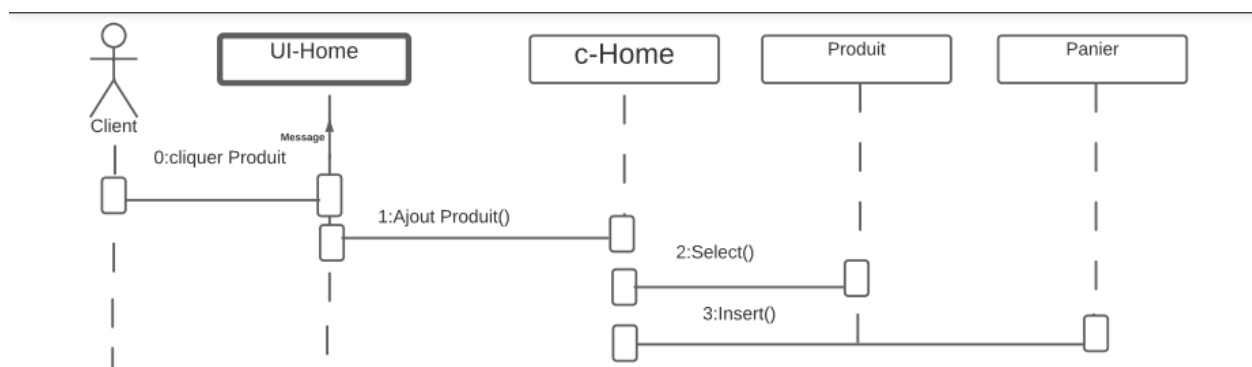 UI-Home
c-Home
Produit
Panier
Client
Message
0:cliquer Produit
1:Ajout Produit()
2:Select()
3:Insert()